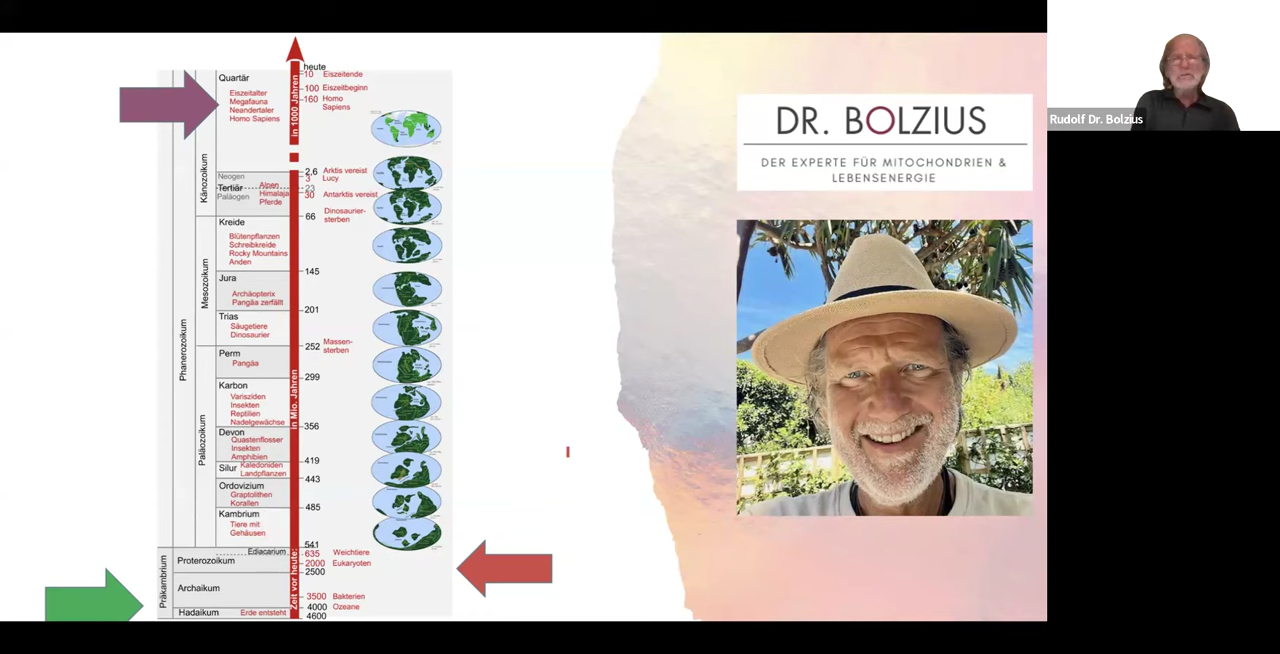 heute
in 1000 Jahren
Quartär
Eiszeitalter
Megafauna
Neandertaler
Homo Sapiens
10 Eiszeitende
100 Eiszeitbeginn
160 Homo
Sapiens
Känozoikum
Neogen
Tertiär
Paläogen
Alpen
Himalaja
Pferde
2,6 Arktis vereist
3 Lucy
23
30 Antarktis vereist
Dinosaurier-
sterben
66
Kreide
Blütenpflanzen
Schreibkreide
Rocky Mountains
Anden
145
Mesozoikum
Jura
Archäopterix
Pangäa zerfällt
201
Trias
Säugetiere
Dinosaurier
252 Massen-
sterben
Phanerozoikum
Perm
Pangäa
299
in Mio. Jahren
Karbon
Varisziden
Insekten
Reptilien
Nadelgewächse
356
Paläozoikum
Devon
Quastenflosser
Insekten
Amphibien
419
Silur
Kaledoniden
Landpflanzen
443
Ordovizium
Graptolithen
Korallen
485
Kambrium
Tiere mit
Gehäusen
541
Ediacarium
635 Weichtiere
Zeit vor heute:
Präkambrium
Proterozoikum
2000 Eukaryoten
2500
Archaikum
3500 Bakterien
4000 Ozeane
Hadaikum
Erde entsteht
4600
DR. BOLZIUS
DER EXPERTE FÜR MITOCHONDRIEN &
LEBENSENERGIE
Rudolf Dr. Bolzius